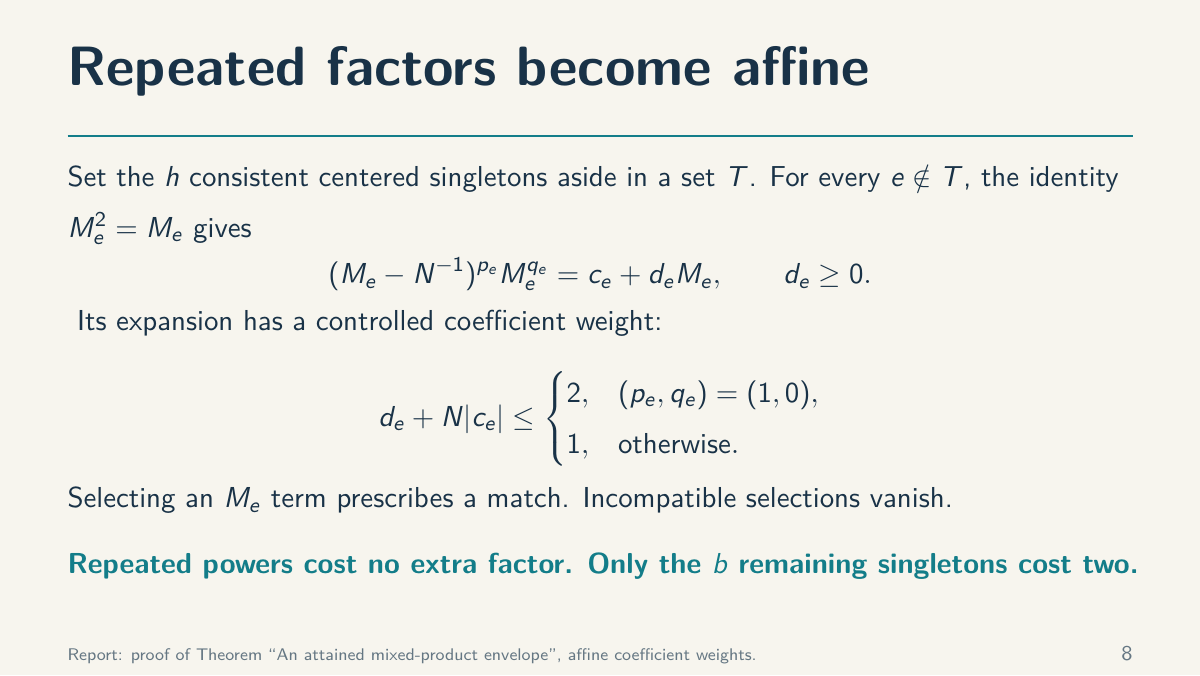 Repeated factors become affine
Set the h consistent centered singletons aside in a set T. For every e ∉ T, the identity
M_e^2 = M_e gives
(M_e − N^{−1})^{p_e} M_e^{q_e} = c_e + d_e M_e,    d_e ≥ 0.
Its expansion has a controlled coefficient weight:
d_e + N|c_e| ≤ { 2, (p_e, q_e) = (1, 0),
1, otherwise.
Selecting an M_e term prescribes a match. Incompatible selections vanish.
Repeated powers cost no extra factor. Only the b remaining singletons cost two.
Report: proof of Theorem “An attained mixed-product envelope”, affine coefficient weights.
8